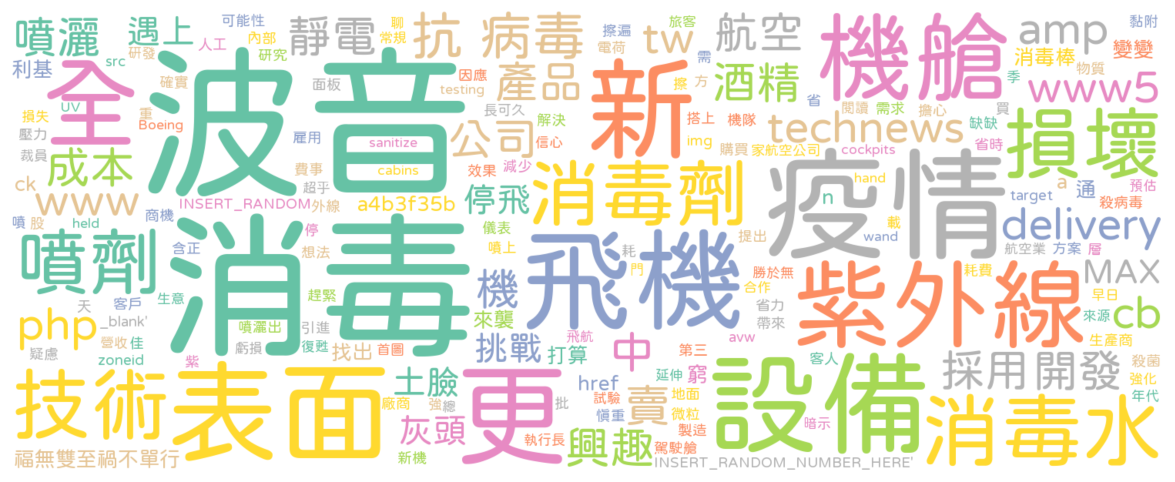 噴灑 遇上 可能性 聊 靜電 抗 病毒 擦遍 旅客 tw 航空 機艙 amp 黏附
利基 src 研發 人工 內部 常規 研究 電荷 需 方 酒精 消毒棒 變變 物質
全 波音 確實 面板 因應 testing 產品 新 擦 省 季 www5
損失 UV 重 Boeing 雇用 長可久 公司 解決 信心 搭上 機隊 閱讀 需求 擔心 買 technews 缺缺 損壞
壓力 裁員 成本 sanitize 效果 減少 img 購買 家航空公司 cockpits 省時
ck www 費事 超乎 cabins 停飛 消毒劑 疫情 hand n target a 通 預估 殺病毒
噴 股 held 商機 INSERT_RANDOM 外線 a4b3f35b 儀表 提出 載 wand delivery
噴劑 含正 停 想法 消毒 噴上 飛機 耗 門 航空業 方案 層
天 客戶 生意 趕緊 機 勝於無 合作 紫外線 耗費 MAX 早日
php _blank' 噴灑出 引進 來襲 省力 帶來 來源 cb
疑慮 營收 佳 zoneid 紫 虧損 復甦 找出 首圖 挑戰 飛航 打算 中 avw 生產商
技術 表面 土臉 更 延伸 href 第三 窮 客人 設備 採用 開發 殺菌 強化 年代
廠商 強 總 批 試驗 慎重 賣 地面 微粒 暗示 消毒水
福無雙至禍不單行 新機 灰頭 執行長 興趣 製造 駕駛艙 INSERT_RANDOM_NUMBER_HERE'